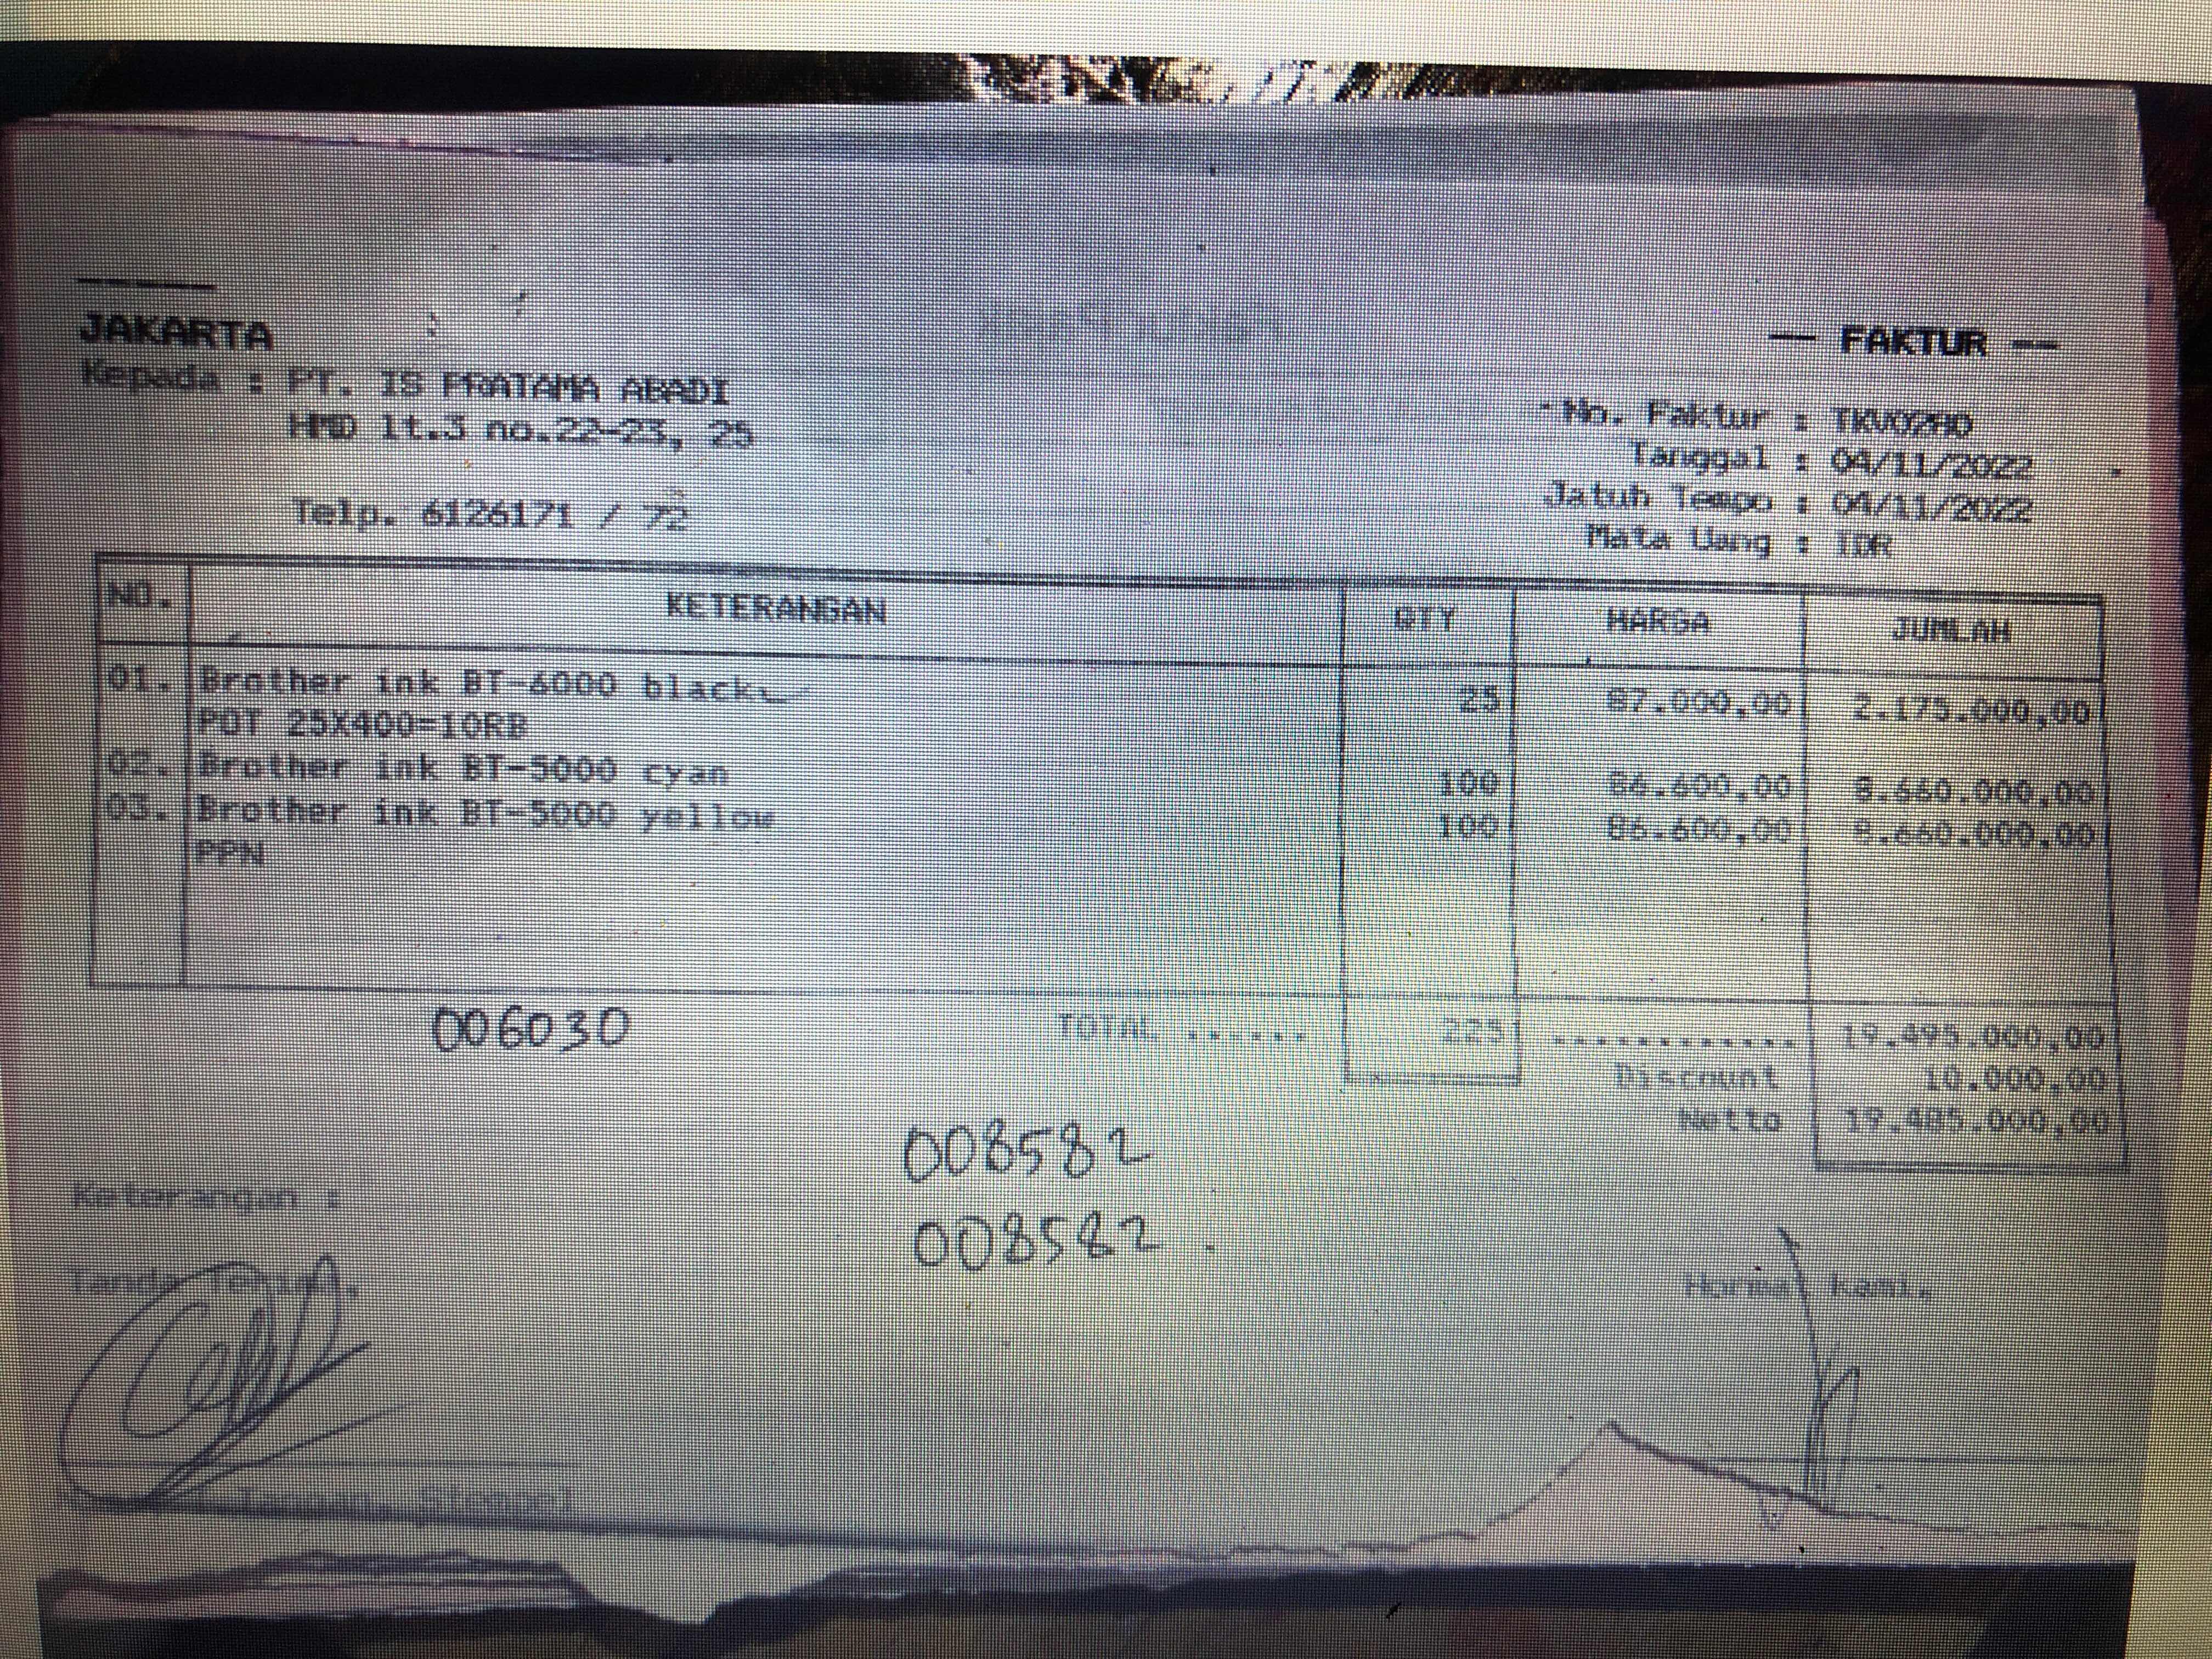 JAKARTA
-- FAKTUR --
Kepada : PT. IS PRATAMA ABADI
HMD lt.3 no.22-23, 25
Telp. 6126171 / 72
No. Faktur :
Tanggal : 04/11/2022
Jatuh Tempo : 04/11/2022
Mata Uang : IDR
NO. KETERANGAN QTY HARGA JUMLAH
01. Brother ink BT-6000 black 25 87.000,00 2.175.000,00
POT 25X400=10RB
02. Brother ink BT-5000 cyan 100 86.600,00 8.660.000,00
03. Brother ink BT-5000 yellow 100 86.600,00 8.660.000,00
PPN
006030
TOTAL ...... 225 ............ 19.495.000,00
Discount 10.000,00
Netto 19.485.000,00
008582
008582
Keterangan :
Tanda Terima,
Hormat kami,
Stempel